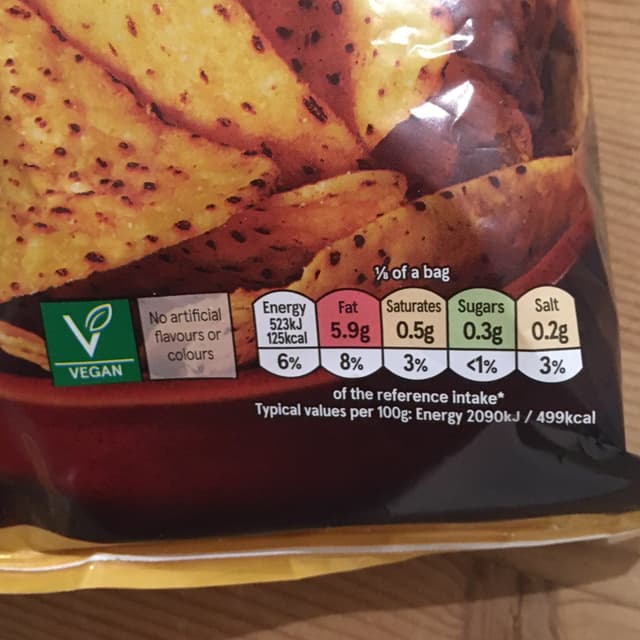 ⅛ of a bag
VEGAN
No artificial
flavours or
colours
Energy
523kJ
125kcal
6%
Fat
5.9g
8%
Saturates
0.5g
3%
Sugars
0.3g
<1%
Salt
0.2g
3%
of the reference intake*
Typical values per 100g: Energy 2090kJ / 499kcal